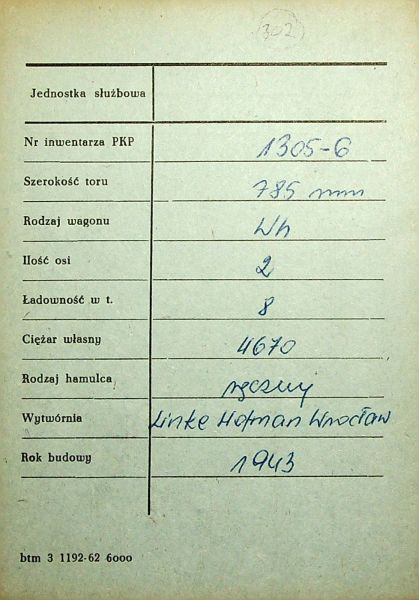 302
Jednostka służbowa
Nr inwentarza PKP 1305-6
Szerokość toru 785 mm
Rodzaj wagonu Wh
Ilość osi 2
Ładowność w t. 8
Ciężar własny 4670
Rodzaj hamulca ręczny
Wytwórnia Linke Hofman Wrocław
Rok budowy 1943
btm 3 1192-62 6000